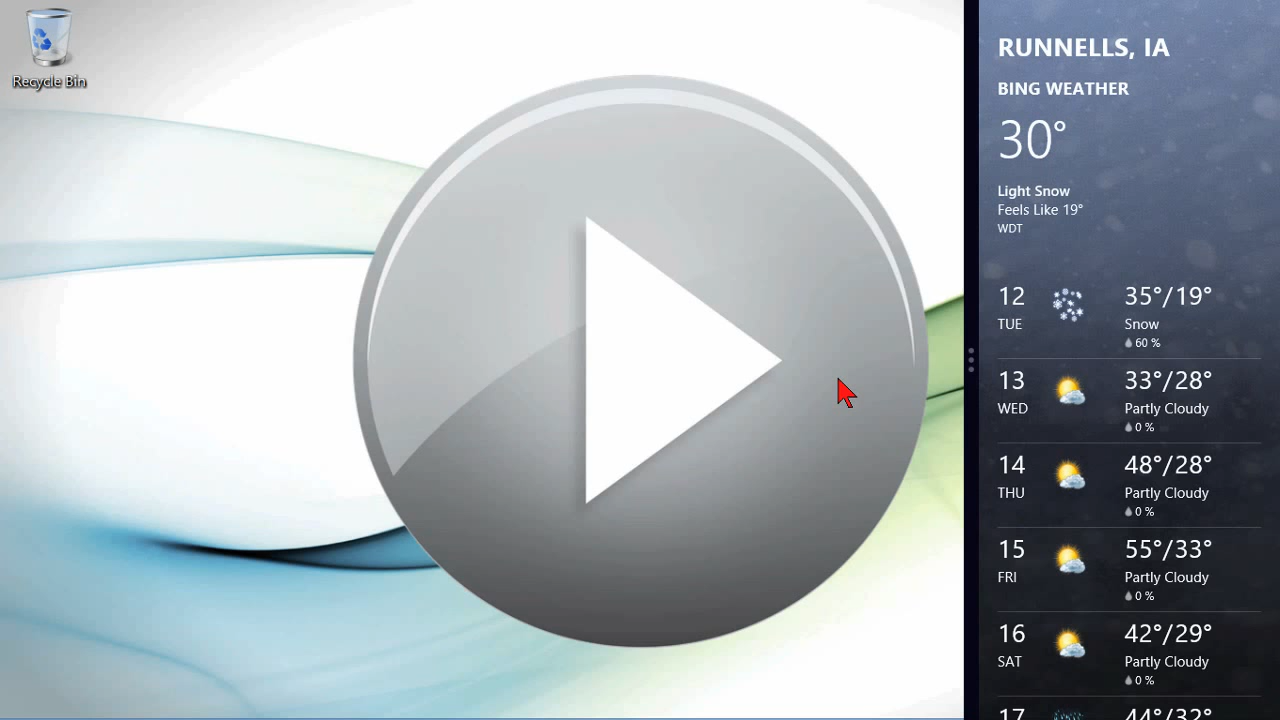 Recycle Bin
RUNNELLS, IA
BING WEATHER
30°
Light Snow
Feels Like 19°
WDT
12 35°/19°
TUE Snow
60 %
13 33°/28°
WED Partly Cloudy
0 %
14 48°/28°
THU Partly Cloudy
0 %
15 55°/33°
FRI Partly Cloudy
0 %
16 42°/29°
SAT Partly Cloudy
0 %
17 44°/32°